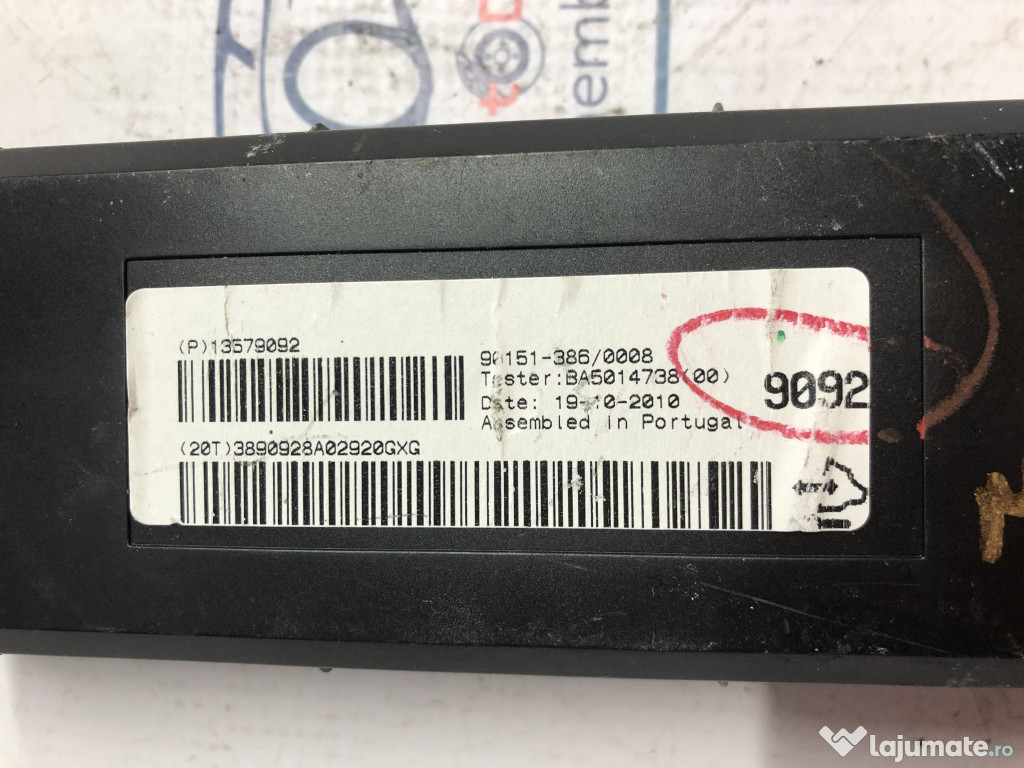 (P)13579092
90151-386/0008
Tester:BA5014738(00)
Date: 19-10-2010
Assembled in Portugal
9092
(20T)3890928A02920GXG
lajumate.ro